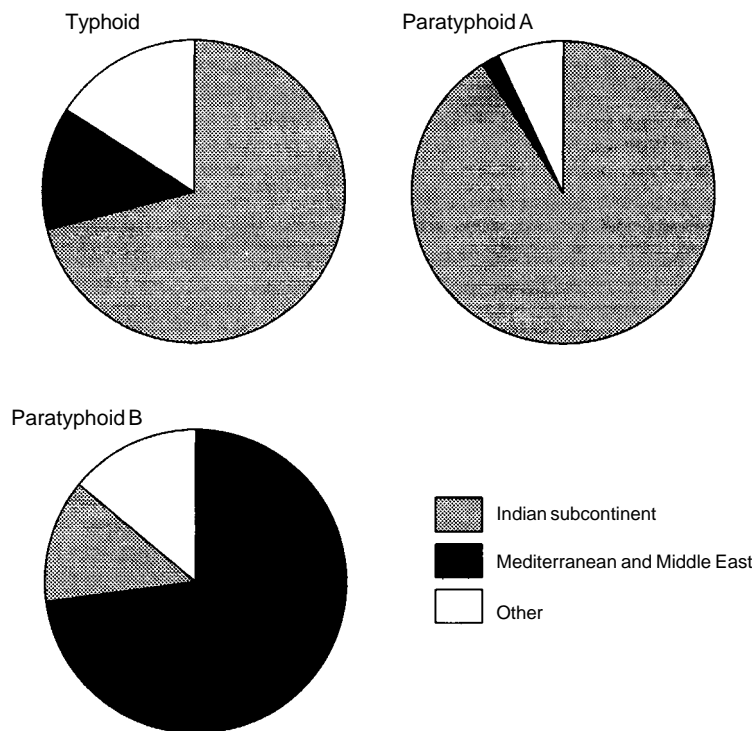 Typhoid
Paratyphoid A
Paratyphoid B
Indian subcontinent
Mediterranean and Middle East
Other